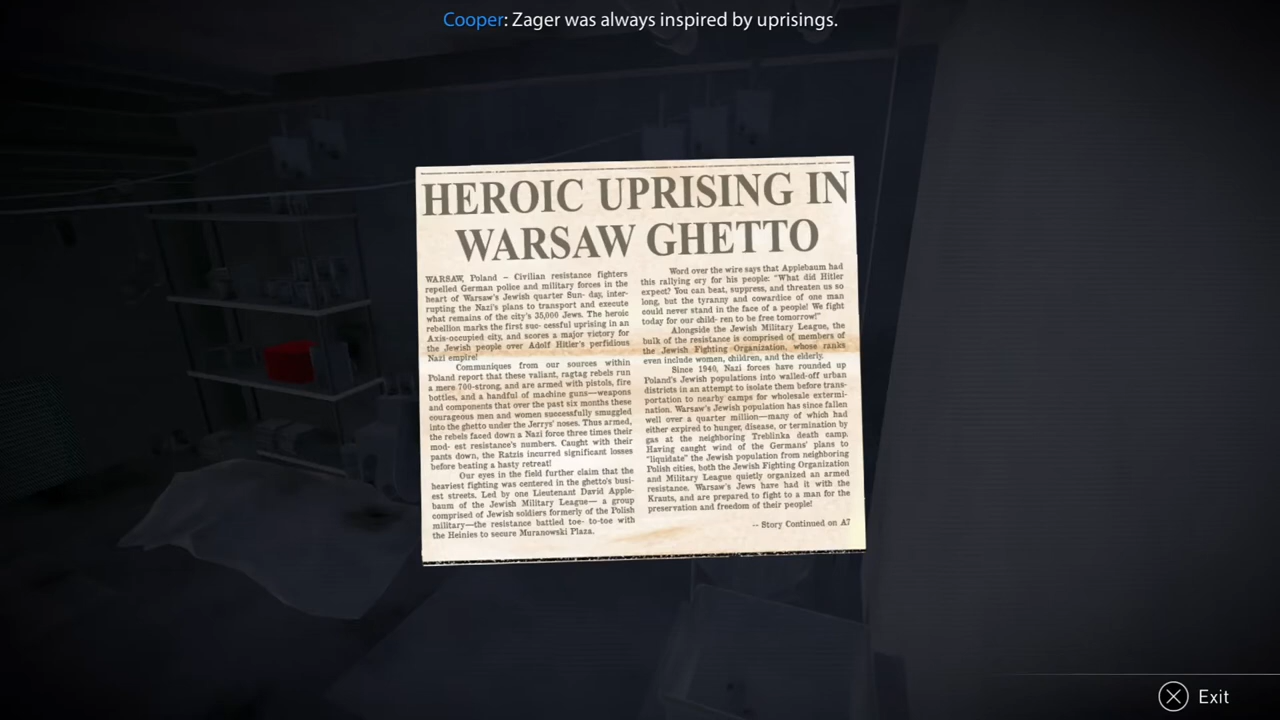 Cooper: Zager was always inspired by uprisings.
HEROIC UPRISING IN
WARSAW GHETTO
WARSAW, Poland – Civilian resistance fighters
repelled German police and military forces in the
heart of Warsaw's Jewish quarter Sun- day, inter-
rupting the Nazi's plans to transport and execute
what remains of the city's 35,000 Jews. The heroic
rebellion marks the first suc- cessful uprising in an
Axis-occupied city, and scores a major victory for
the Jewish people over Adolf Hitler's perfidious
Nazi empire!
Communiques from our sources within
Poland report that these valiant, ragtag rebels run
a mere 700-strong, and are armed with pistols, fire
bottles, and a handful of machine guns—weapons
and components that over the past six months these
courageous men and women successfully smuggled
into the ghetto under the Jerrys' noses. Thus armed,
the rebels faced down a Nazi force three times their
mod- est resistance's numbers. Caught with their
pants down, the Ratzis incurred significant losses
before beating a hasty retreat!
Our eyes in the field further claim that the
heaviest fighting was centered in the ghetto's busi-
est streets. Led by one Lieutenant David Apple-
baum of the Jewish Military League— a group
comprised of Jewish soldiers formerly of the Polish
military—the resistance battled toe- to-toe with
the Heinies to secure Muranowski Plaza.
Word over the wire says that Applebaum had
this rallying cry for his people: "What did Hitler
expect? You can beat, suppress, and threaten us so
long, but the tyranny and cowardice of one man
could never stand in the face of a people! We fight
today for our child- ren to be free tomorrow!"
Alongside the Jewish Military League, the
bulk of the resistance is comprised of members of
the Jewish Fighting Organization, whose ranks
even include women, children, and the elderly.
Since 1940, Nazi forces have rounded up
Poland's Jewish populations into walled-off urban
districts in an attempt to isolate them before trans-
portation to nearby camps for wholesale extermi-
nation. Warsaw's Jewish population has since fallen
well over a quarter million—many of which had
either expired to hunger, disease, or termination by
gas at the neighboring Treblinka death camp.
Having caught wind of the Germans' plans to
"liquidate" the Jewish population from neighboring
Polish cities, both the Jewish Fighting Organization
and Military League quietly organized an armed
resistance. Warsaw's Jews have had it with the
Krauts, and are prepared to fight to a man for the
preservation and freedom of their people!
-- Story Continued on A7
Exit